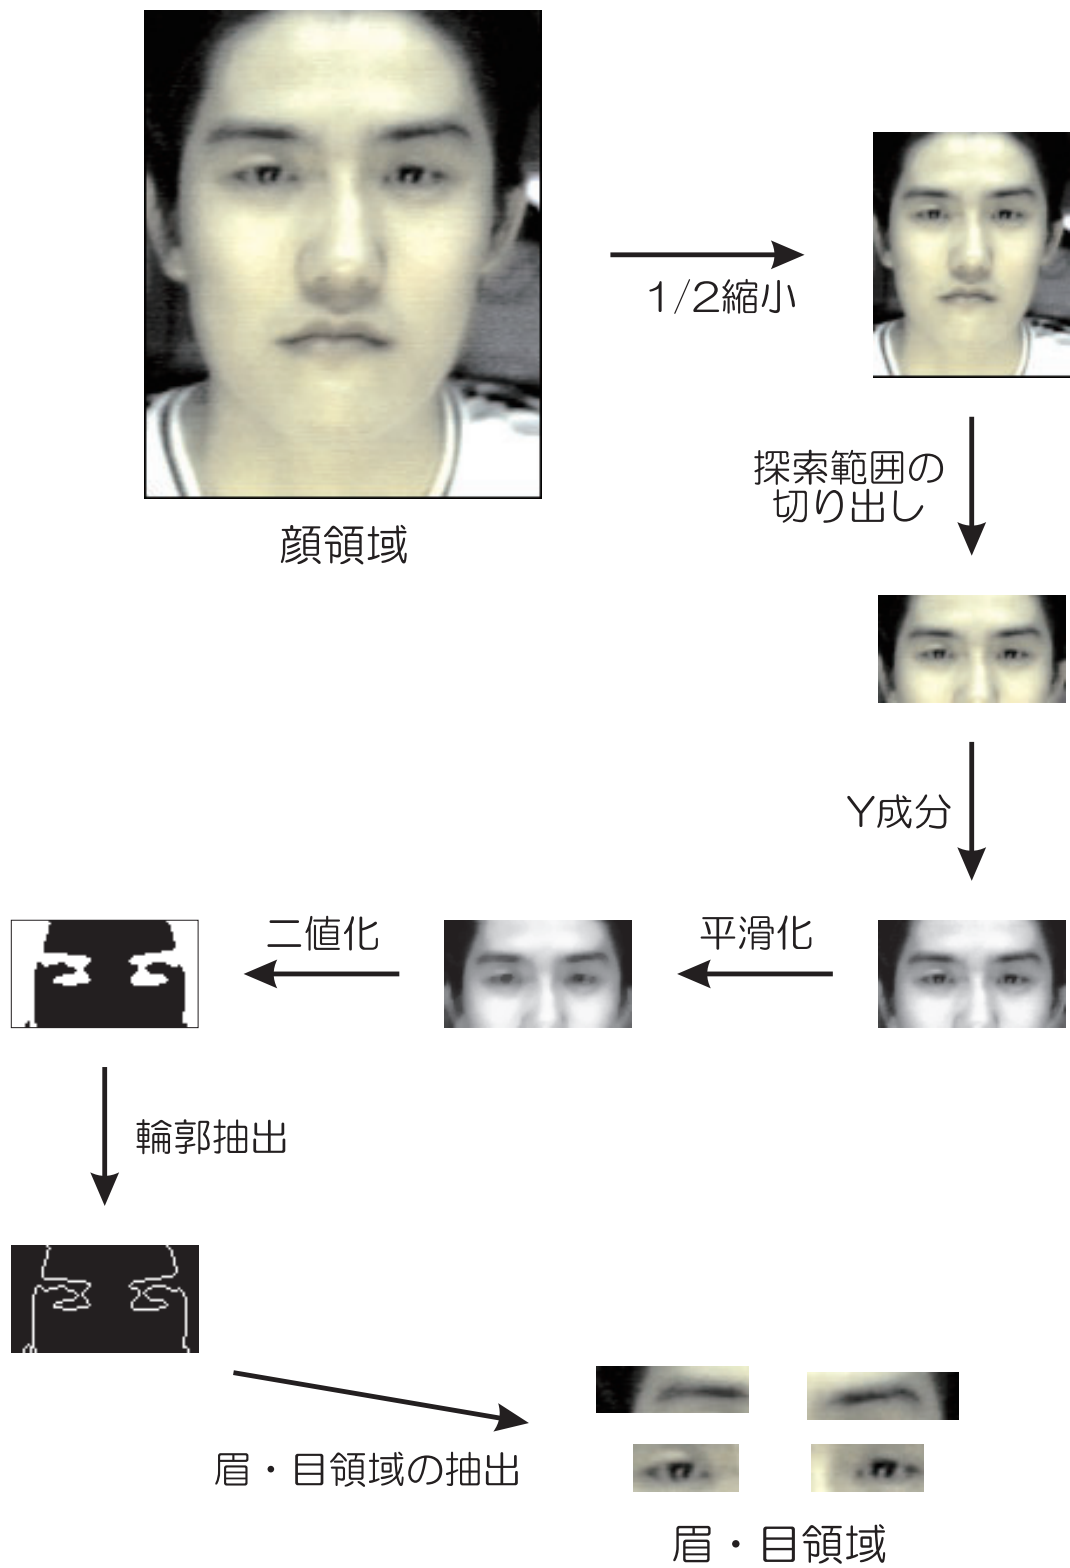 1/2縮小
顔領域
探索範囲の
切り出し
Y成分
平滑化
二値化
輪郭抽出
眉・目領域の抽出
眉・目領域